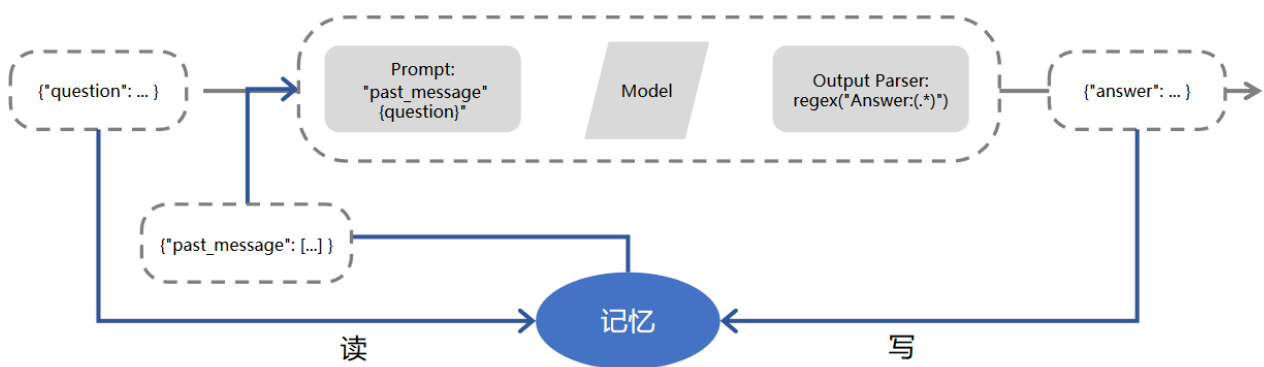 {"question": ... }
Prompt:
"past_message"
{question}"
Model
Output Parser:
regex("Answer:(.*)")
{"answer": ... }
{"past_message": [...] }
记忆
读
写